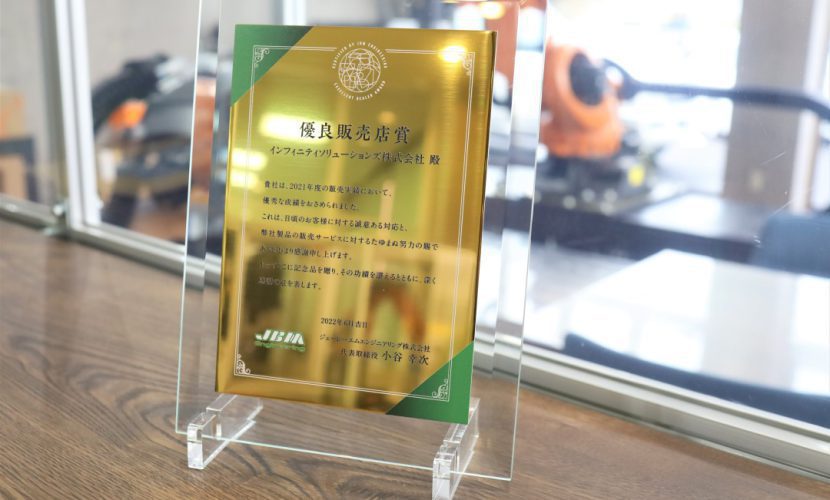 EXCELLENT DEALER AWARD
優良販売店賞
インフィニティソリューションズ株式会社 殿
貴社は、2021年度の販売実績において、
優秀な成績をおさめられました。
これは、日頃のお客様に対する誠意ある対応と、
弊社製品の販売サービスに対するたゆまぬ努力の賜で
より感謝申し上げます。
ここに記念品を贈り、その功績を讃えるとともに、深く
を表します。
2022年6月吉日
JBM
engineering
ジェービーエムエンジニアリング株式会社
代表取締役 小谷 幸次